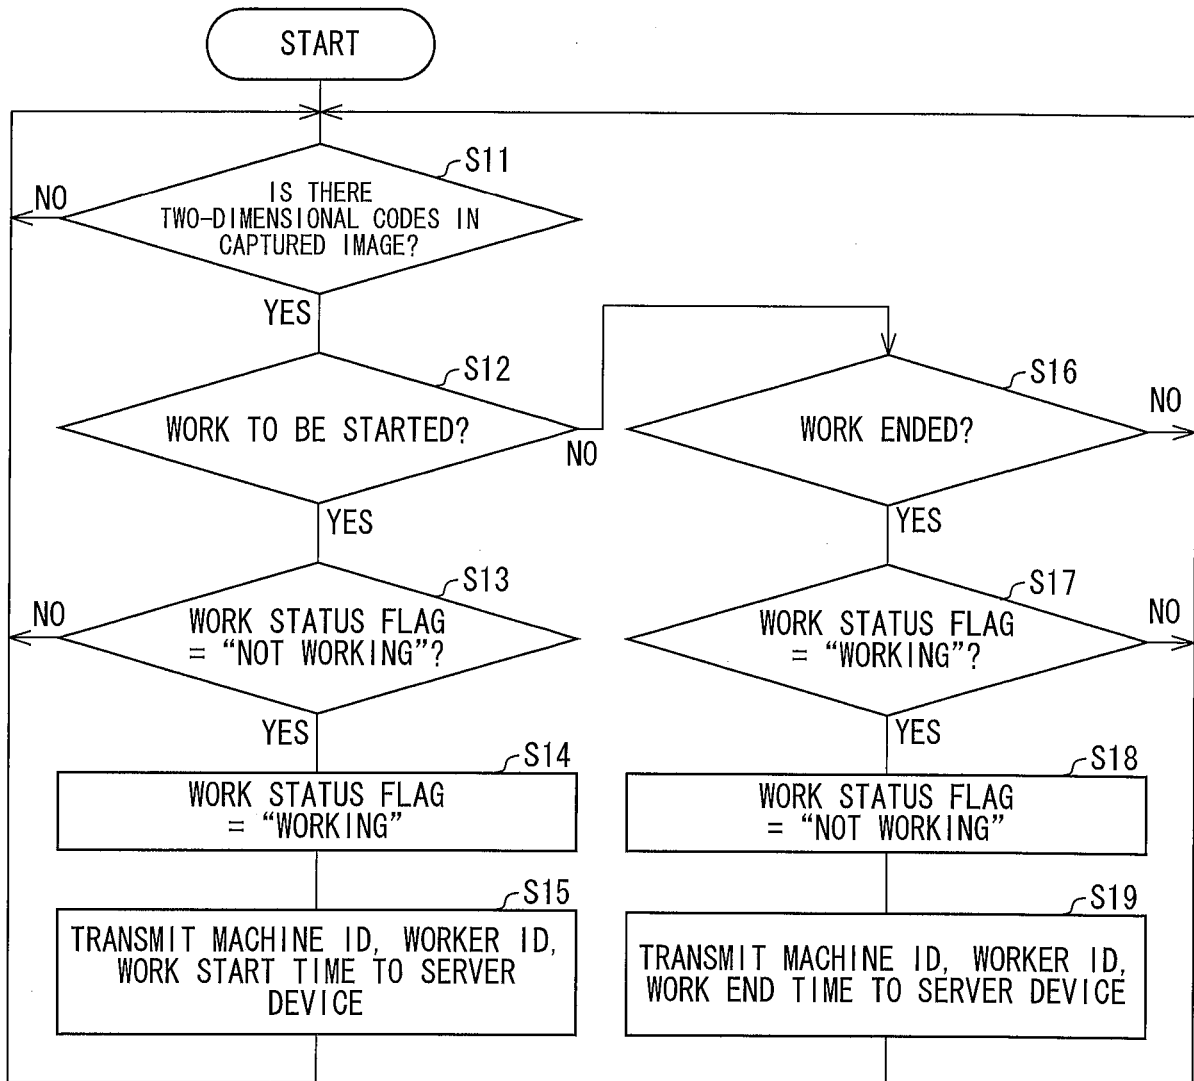 START
S11
NO
IS THERE
TWO-DIMENSIONAL CODES IN
CAPTURED IMAGE?
YES
S12
WORK TO BE STARTED?
NO
YES
S13
NO
WORK STATUS FLAG
= “NOT WORKING”?
YES
S14
WORK STATUS FLAG
= “WORKING”
S15
TRANSMIT MACHINE ID, WORKER ID,
WORK START TIME TO SERVER
DEVICE
S16
NO
WORK ENDED?
YES
S17
NO
WORK STATUS FLAG
= “WORKING”?
YES
S18
WORK STATUS FLAG
= “NOT WORKING”
S19
TRANSMIT MACHINE ID, WORKER ID,
WORK END TIME TO SERVER DEVICE